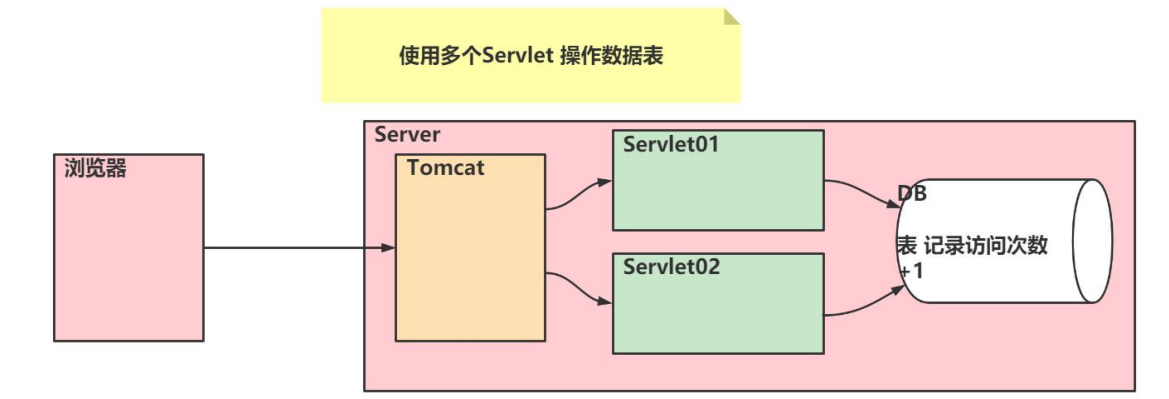 使用多个Servlet 操作数据表
Server
浏览器
Tomcat
Servlet01
Servlet02
DB
表 记录访问次数
+1